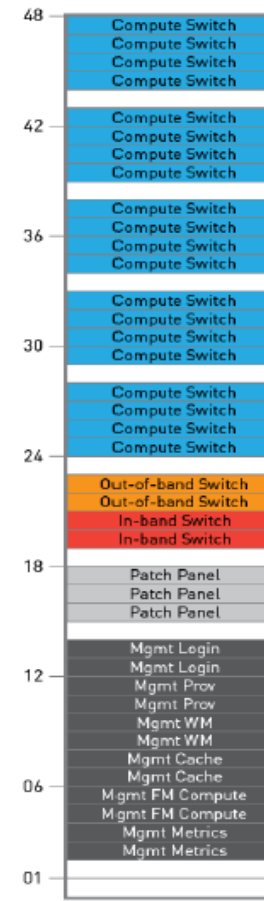 48
Compute Switch
Compute Switch
Compute Switch
Compute Switch
42
Compute Switch
Compute Switch
Compute Switch
Compute Switch
Compute Switch
36
Compute Switch
Compute Switch
Compute Switch
Compute Switch
Compute Switch
30
Compute Switch
Compute Switch
Compute Switch
Compute Switch
Compute Switch
Compute Switch
24
Out-of-band Switch
Out-of-band Switch
In-band Switch
In-band Switch
18
Patch Panel
Patch Panel
Patch Panel
Mgmt Login
Mgmt Login
12
Mgmt Prov
Mgmt Prov
Mgmt WM
Mgmt WM
Mgmt Cache
Mgmt Cache
06
Mgmt FM Compute
Mgmt FM Compute
Mgmt Metrics
Mgmt Metrics
01